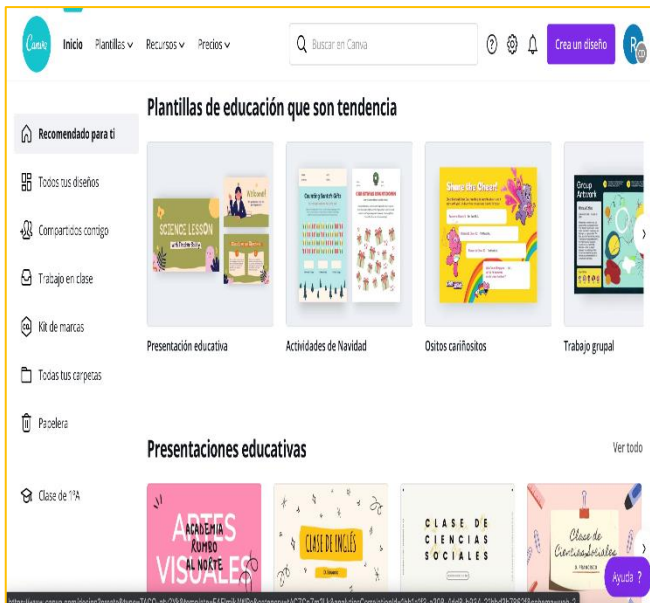 Canva
Inicio Plantillas Recursos Precios
Buscar en Canva
Crea un diseño
R
Recomendado para ti
Todos tus diseños
Compartidos contigo
Trabajo en clase
Kit de marcas
Todas tus carpetas
Papelera
Clase de 1ºA
Plantillas de educación que son tendencia
SCIENCE LESSON
Welcome!
Share the Cheer!
Group
Artwork
Presentación educativa
Actividades de Navidad
Ositos cariñositos
Trabajo grupal
Presentaciones educativas
Ver todo
ARTES
VISUALES
ACADEMIA
RUMBO
AL NORTE
CLASE DE INGLÉS
CLASE DE
CIENCIAS
SOCIALES
Clase de
Ciencias Sociales
Ayuda ?